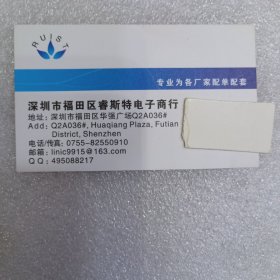 RUIST
专业为各厂家配单配套
深圳市福田区睿斯特电子商行
地址: 深圳市福田区华强广场Q2A036#
Add: Q2A036#, Huaqiang Plaza, Futian
District, Shenzhen
电话/传真: 0755-82550910
邮箱: linic9915@163.com
QQ: 495088217